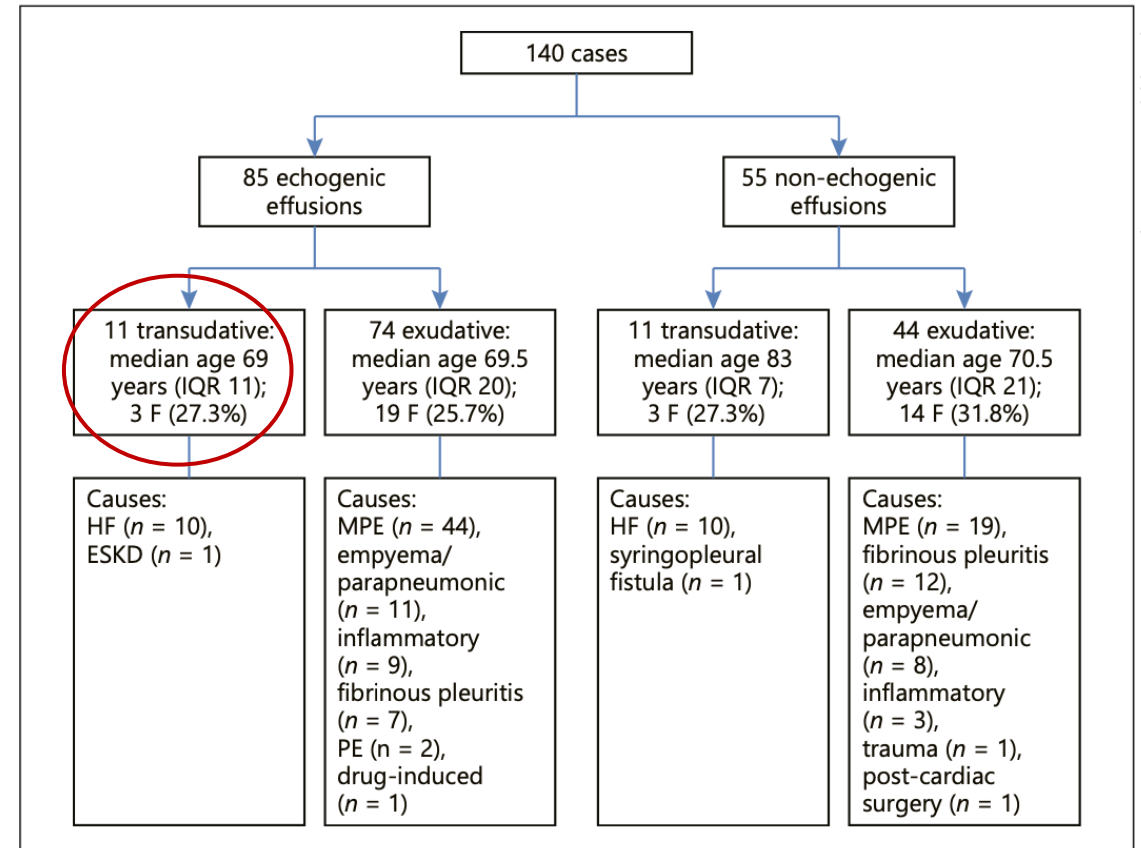 140 cases
85 echogenic
effusions
55 non-echogenic
effusions
11 transudative:
median age 69
years (IQR 11);
3 F (27.3%)
74 exudative:
median age 69.5
years (IQR 20);
19 F (25.7%)
11 transudative:
median age 83
years (IQR 7);
3 F (27.3%)
44 exudative:
median age 70.5
years (IQR 21);
14 F (31.8%)
Causes:
HF (n = 10),
ESKD (n = 1)
Causes:
MPE (n = 44),
empyema/
parapneumonic
(n = 11),
inflammatory
(n = 9),
fibrinous pleuritis
(n = 7),
PE (n = 2),
drug-induced
(n = 1)
Causes:
HF (n = 10),
syringopleural
fistula (n = 1)
Causes:
MPE (n = 19),
fibrinous pleuritis
(n = 12),
empyema/
parapneumonic
(n = 8),
inflammatory
(n = 3),
trauma (n = 1),
post-cardiac
surgery (n = 1)